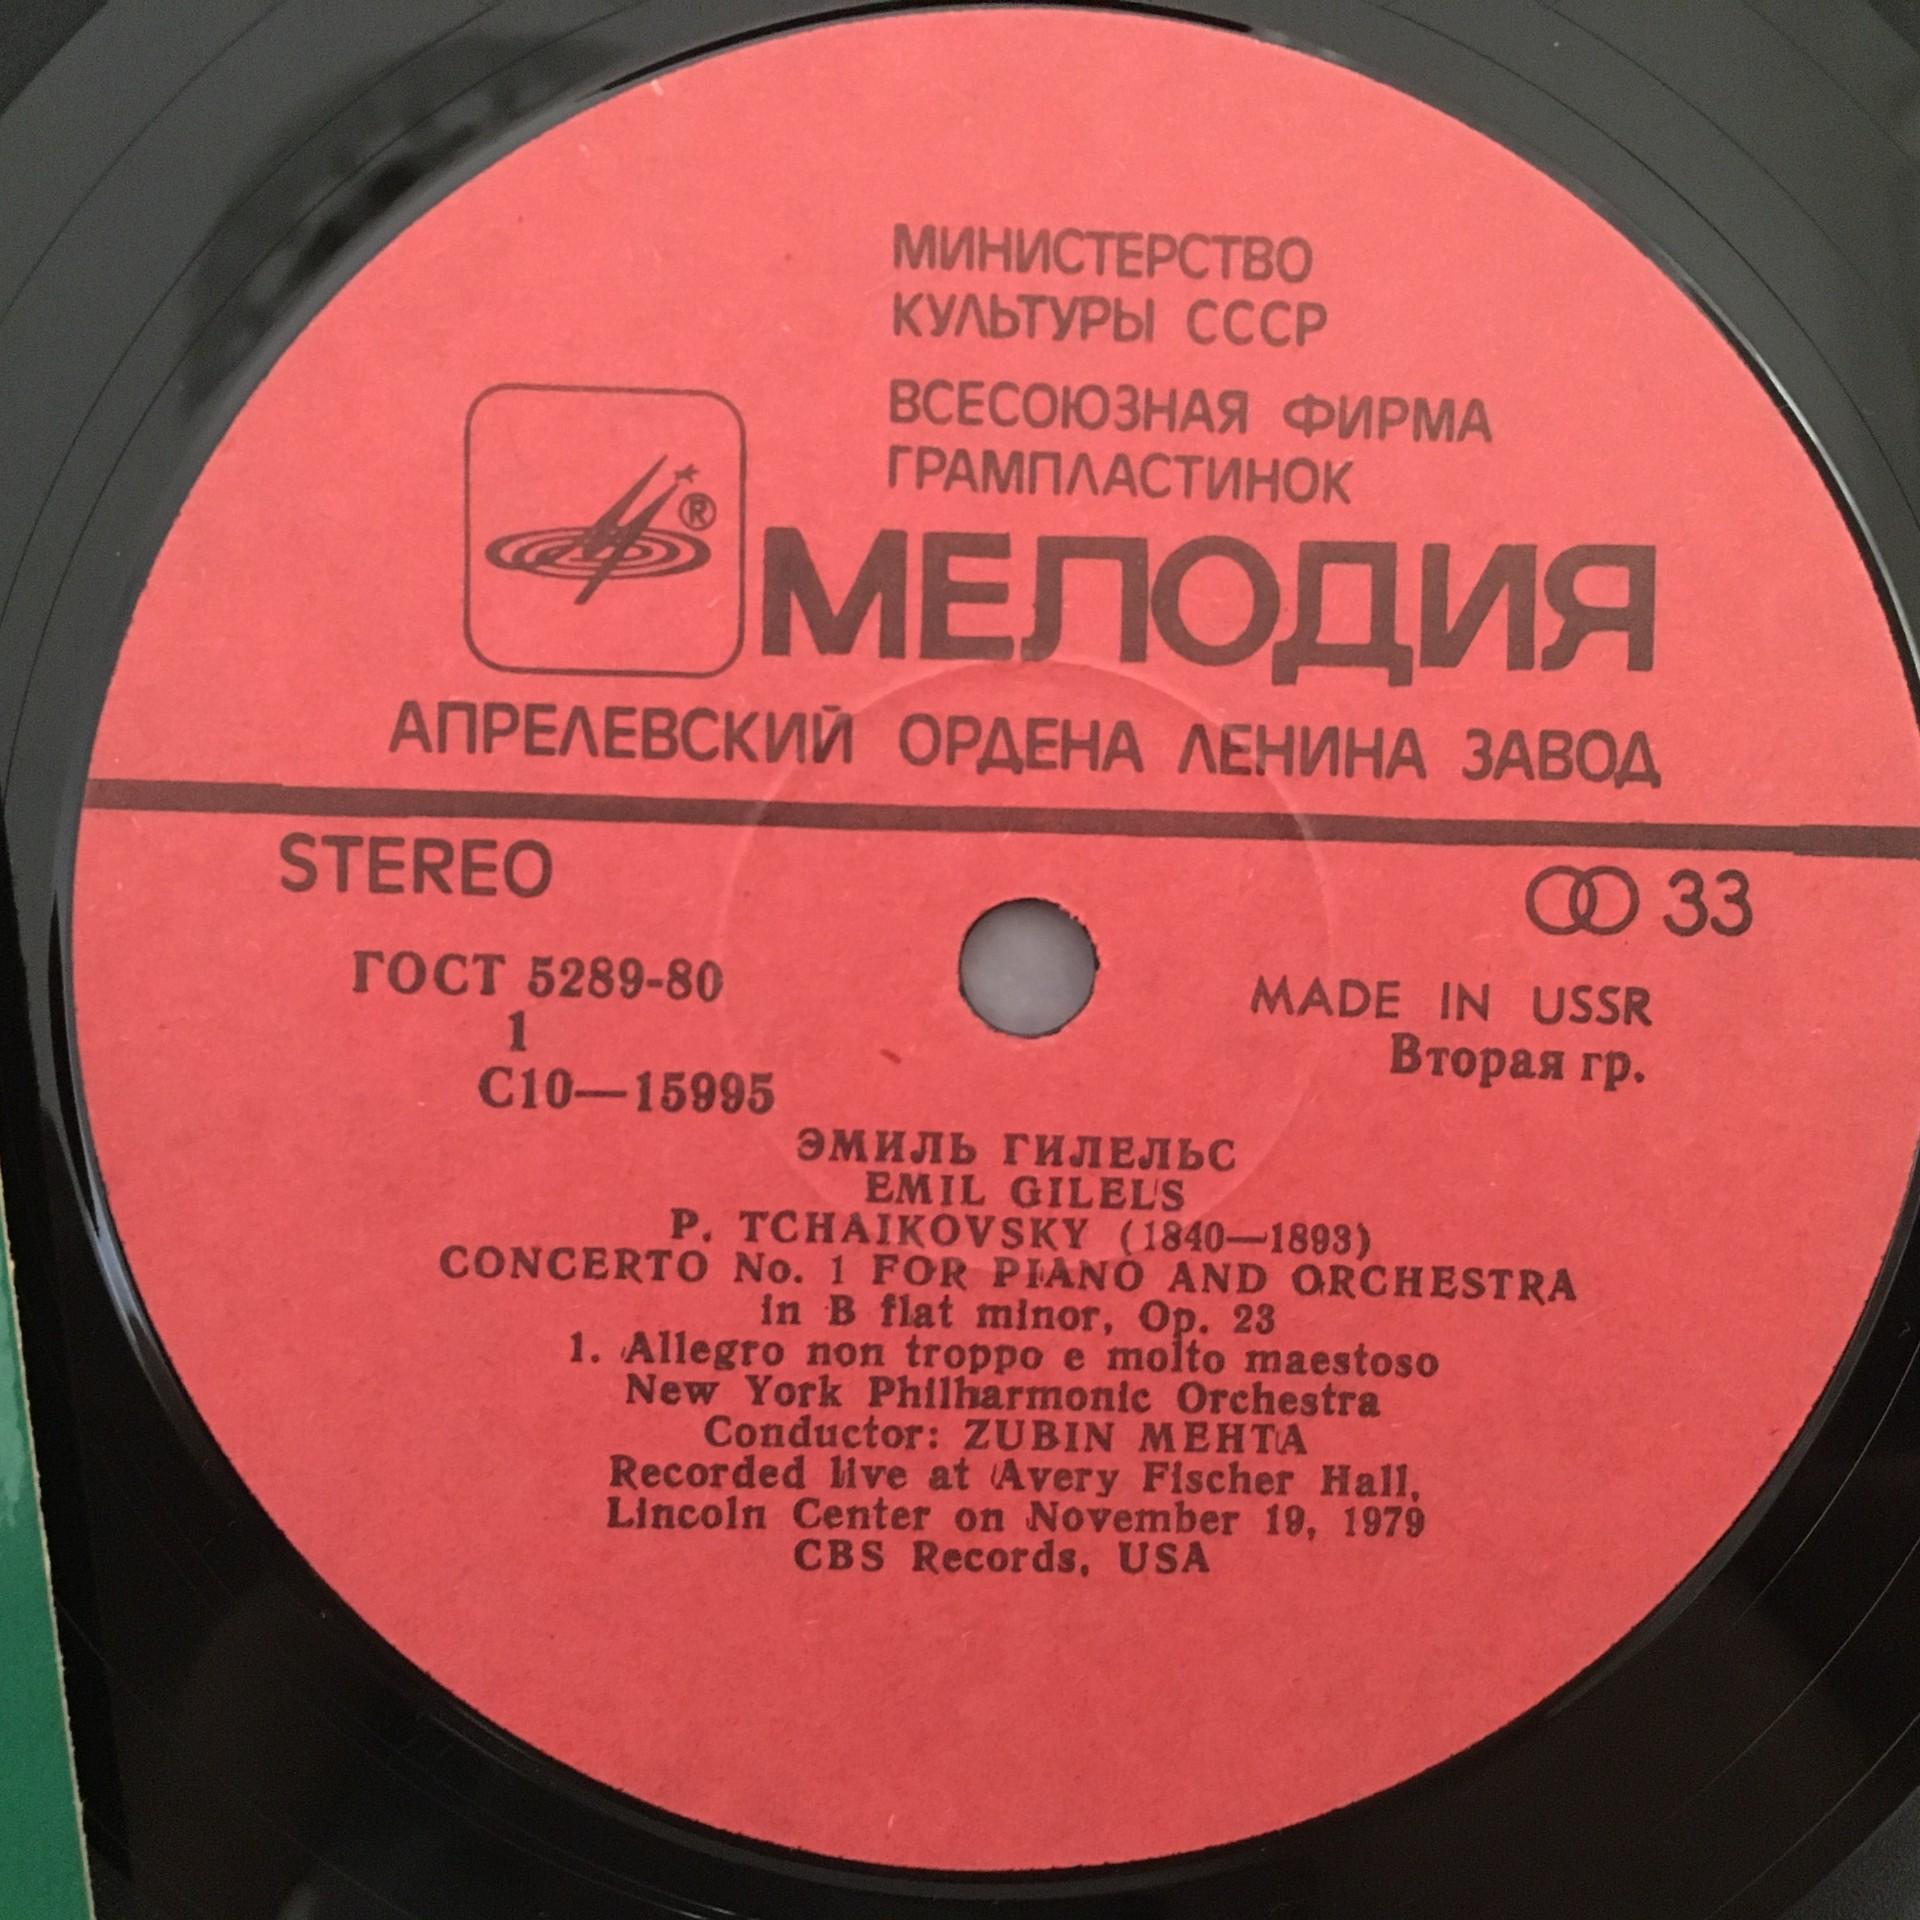 МИНИСТЕРСТВО
КУЛЬТУРЫ СССР
ВСЕСОЮЗНАЯ ФИРМА
ГРАМПЛАСТИНОК
®
МЕЛОДИЯ
АПРЕЛЕВСКИЙ ОРДЕНА ЛЕНИНА ЗАВОД
STEREO
33
ГОСТ 5289-80
MADE IN USSR
1
Вторая гр.
С10—15995
ЭМИЛЬ ГИЛЕЛЬС
EMIL GILELS
P. TCHAIKOVSKY (1840—1893)
CONCERTO No. 1 FOR PIANO AND ORCHESTRA
in B flat minor, Op. 23
1. Allegro non troppo e molto maestoso
New York Philharmonic Orchestra
Conductor: ZUBIN MEHTA
Recorded live at Avery Fischer Hall,
Lincoln Center on November 19, 1979
CBS Records, USA